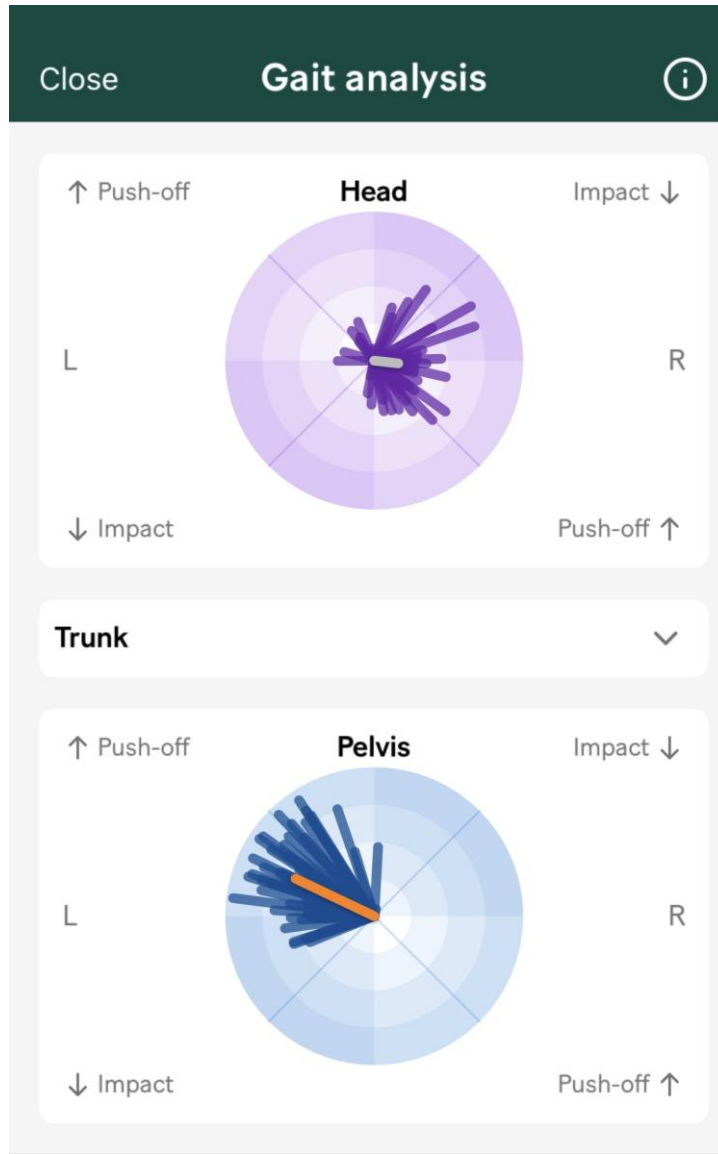 Close Gait analysis
↑ Push-off Head Impact ↓
L R
↓ Impact Push-off ↑
Trunk
↑ Push-off Pelvis Impact ↓
L R
↓ Impact Push-off ↑